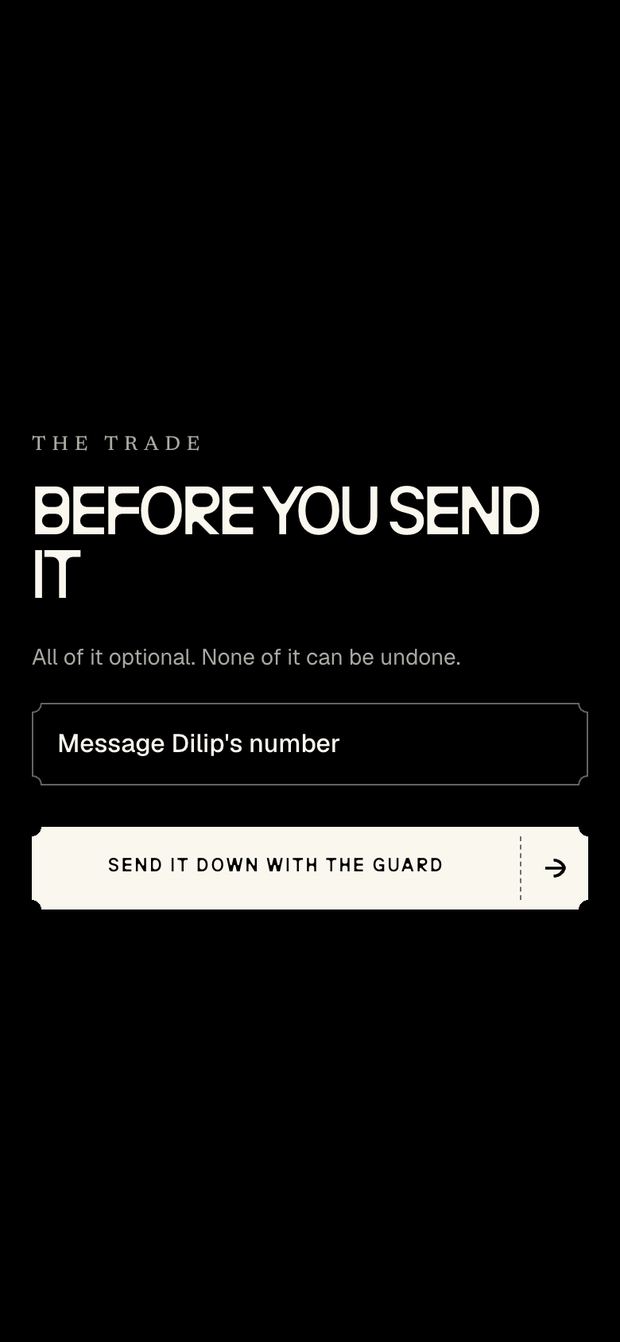 THE TRADE
BEFORE YOU SEND
IT
All of it optional. None of it can be undone.
Message Dilip's number
SEND IT DOWN WITH THE GUARD